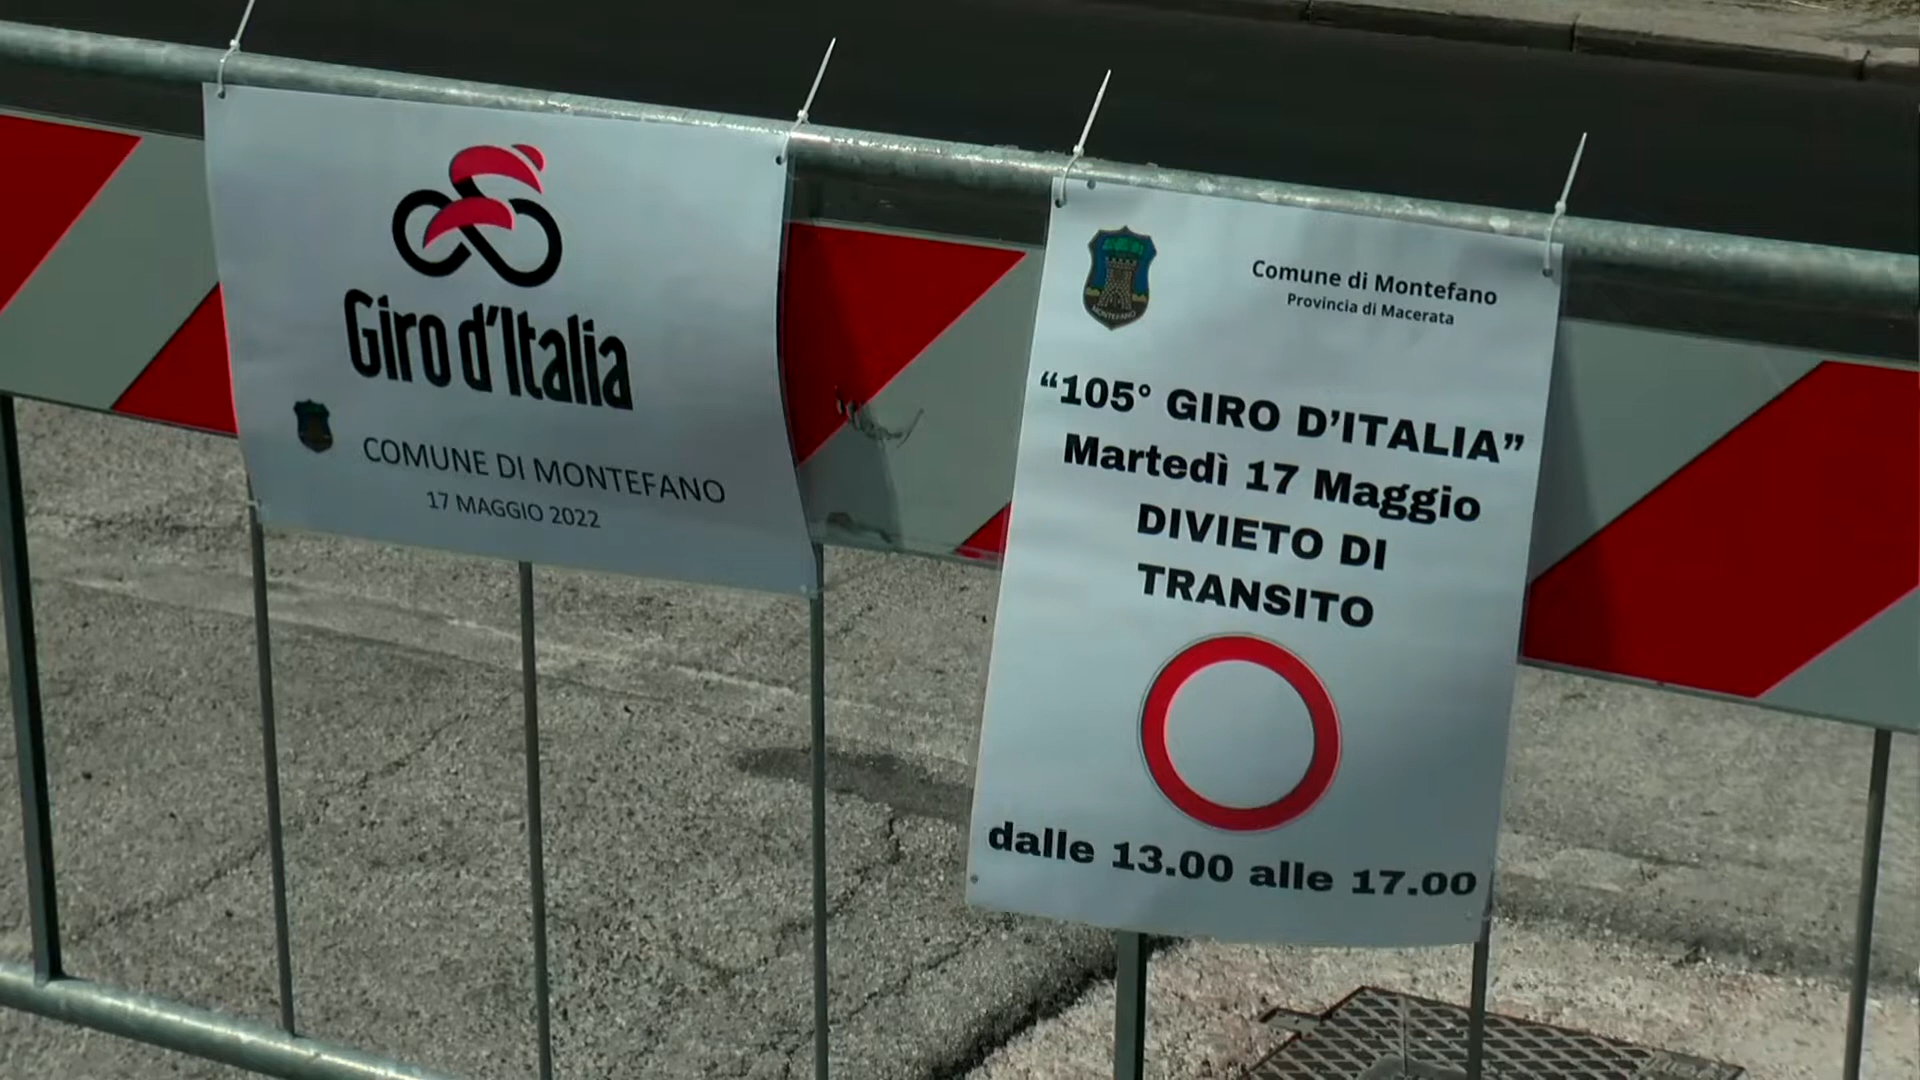 Giro d'Italia
COMUNE DI MONTEFANO
17 MAGGIO 2022
MONTEFANO
Comune di Montefano
Provincia di Macerata
“105° GIRO D’ITALIA”
Martedì 17 Maggio
DIVIETO DI
TRANSITO
dalle 13.00 alle 17.00